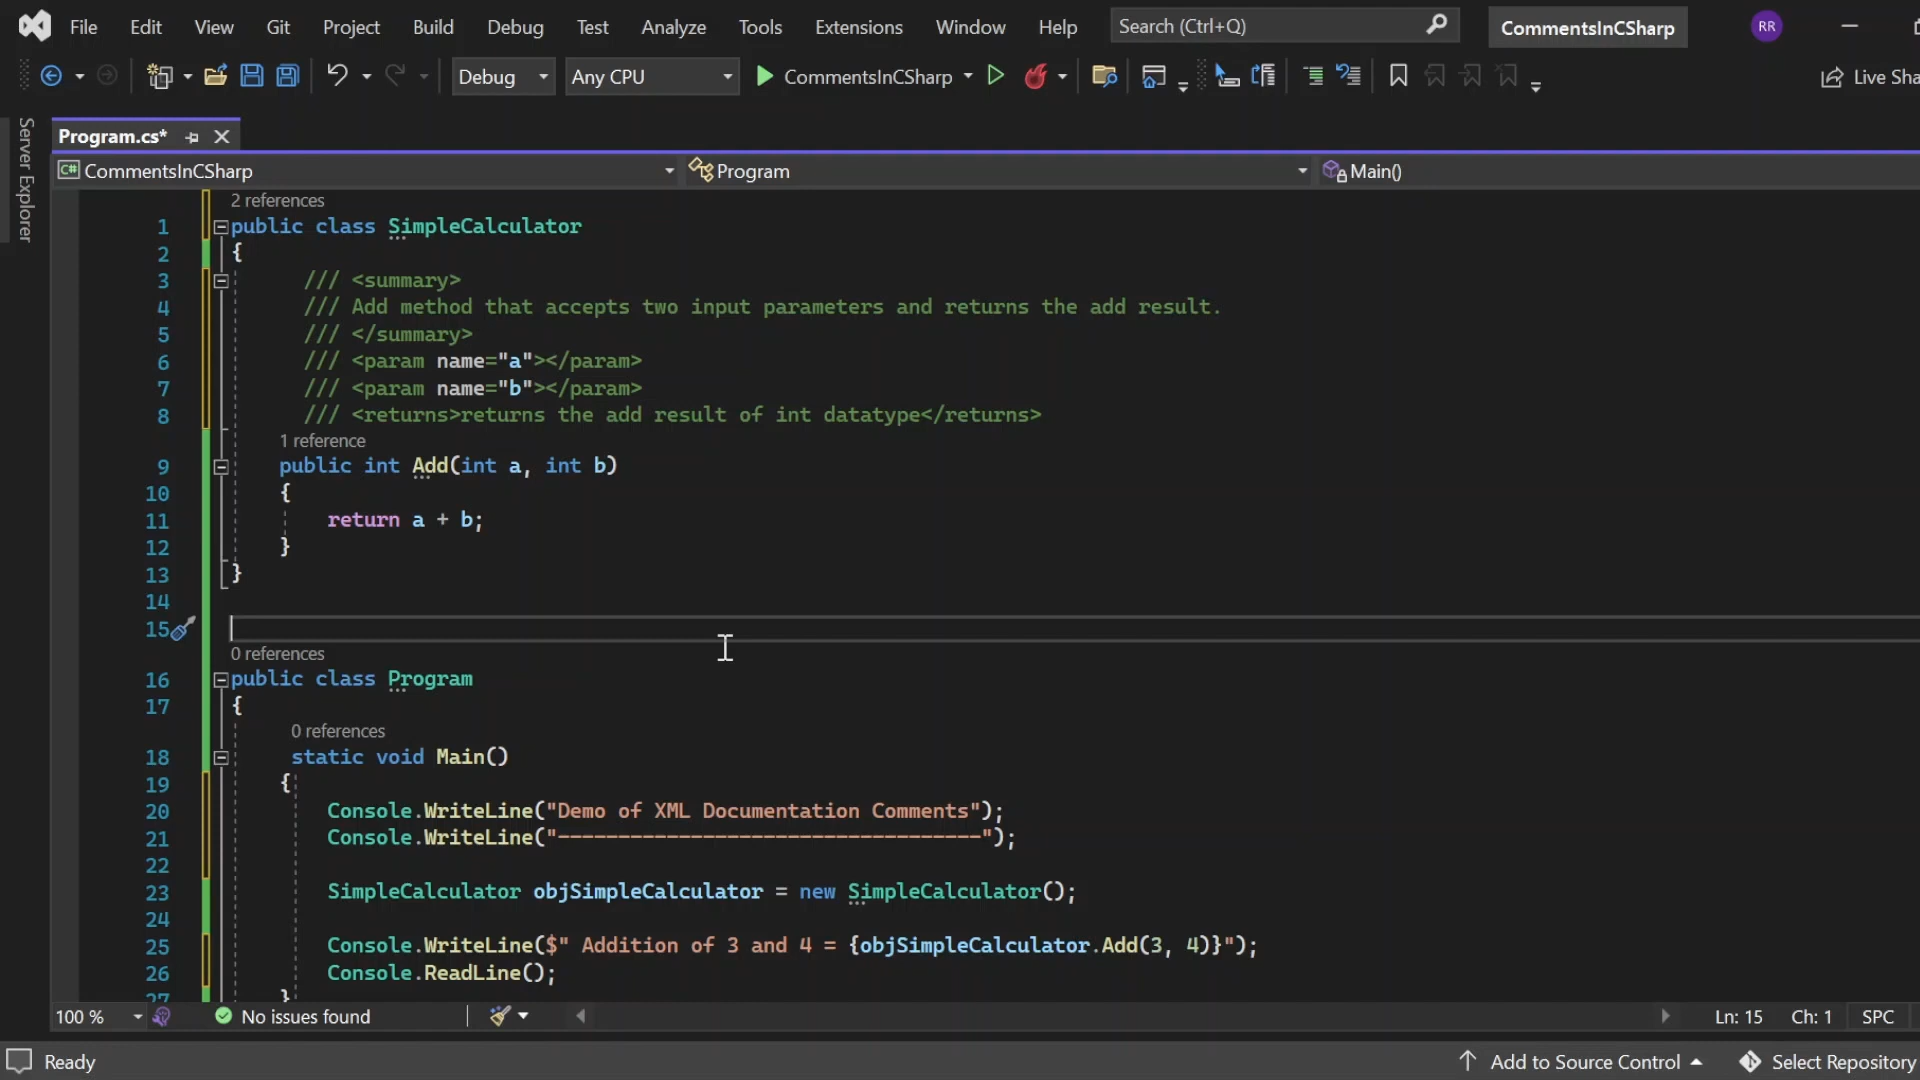 File Edit View Git Project Build Debug Test Analyze Tools Extensions Window Help Search (Ctrl+Q) CommentsInCSharp RR
Debug Any CPU CommentsInCSharp Live Sha
Server Explorer
Program.cs*
C# CommentsInCSharp Program Main()
2 references
1 public class SimpleCalculator
2 {
3 /// <summary>
4 /// Add method that accepts two input parameters and returns the add result.
5 /// </summary>
6 /// <param name="a"></param>
7 /// <param name="b"></param>
8 /// <returns>returns the add result of int datatype</returns>
1 reference
9 public int Add(int a, int b)
10 {
11 return a + b;
12 }
13 }
14
15
0 references
16 public class Program
17 {
0 references
18 static void Main()
19 {
20 Console.WriteLine("Demo of XML Documentation Comments");
21 Console.WriteLine("-----------------------------------");
22
23 SimpleCalculator objSimpleCalculator = new SimpleCalculator();
24
25 Console.WriteLine($" Addition of 3 and 4 = {objSimpleCalculator.Add(3, 4)}");
26 Console.ReadLine();
27 }
100 % No issues found Ln: 15 Ch: 1 SPC
Ready Add to Source Control Select Repository